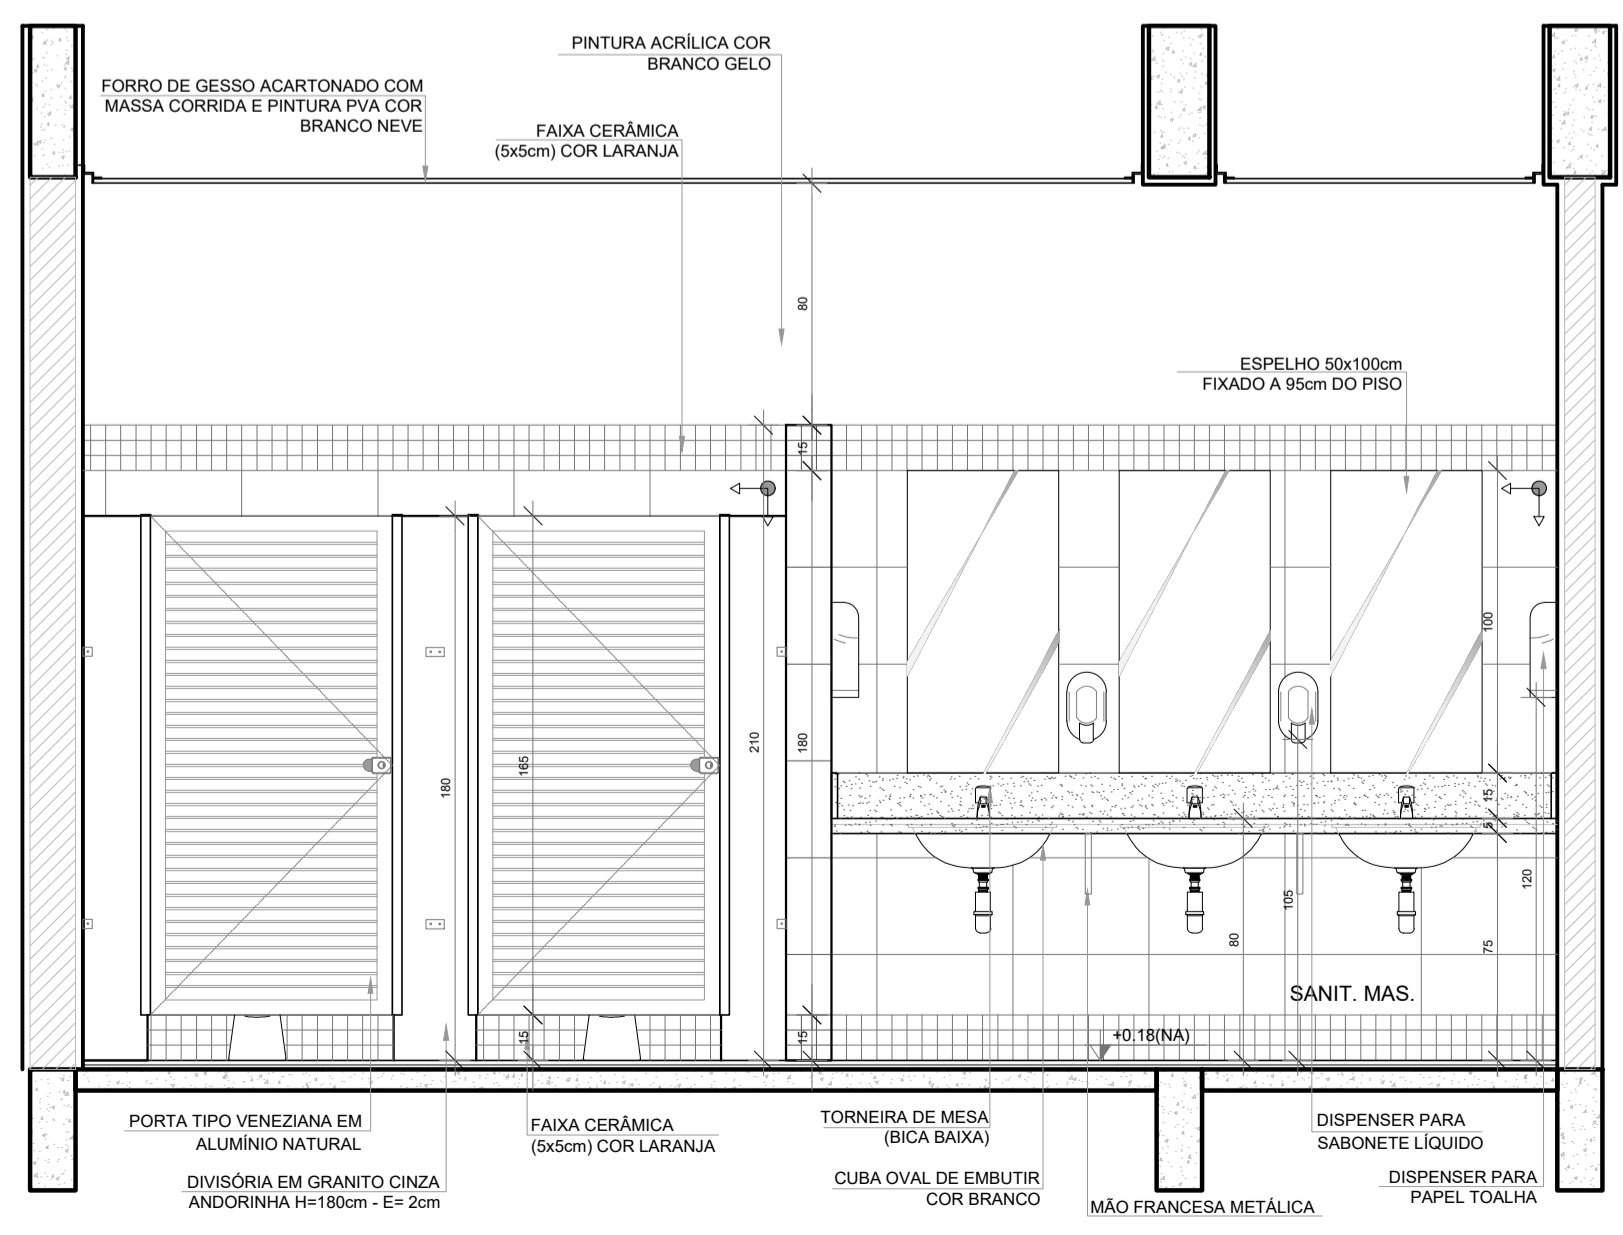 PINTURA ACRÍLICA COR
BRANCO GELO
FORRO DE GESSO ACARTONADO COM
MASSA CORRIDA E PINTURA PVA COR
BRANCO NEVE
FAIXA CERÂMICA
(5x5cm) COR LARANJA
80
ESPELHO 50x100cm
FIXADO A 95cm DO PISO
15
100
210
180
165
180
15
5
120
105
80
75
SANIT. MAS.
15
15
+0.18(NA)
PORTA TIPO VENEZIANA EM
ALUMÍNIO NATURAL
FAIXA CERÂMICA
(5x5cm) COR LARANJA
TORNEIRA DE MESA
(BICA BAIXA)
DISPENSER PARA
SABONETE LÍQUIDO
DIVISÓRIA EM GRANITO CINZA
ANDORINHA H=180cm - E= 2cm
CUBA OVAL DE EMBUTIR
COR BRANCO
MÃO FRANCESA METÁLICA
DISPENSER PARA
PAPEL TOALHA